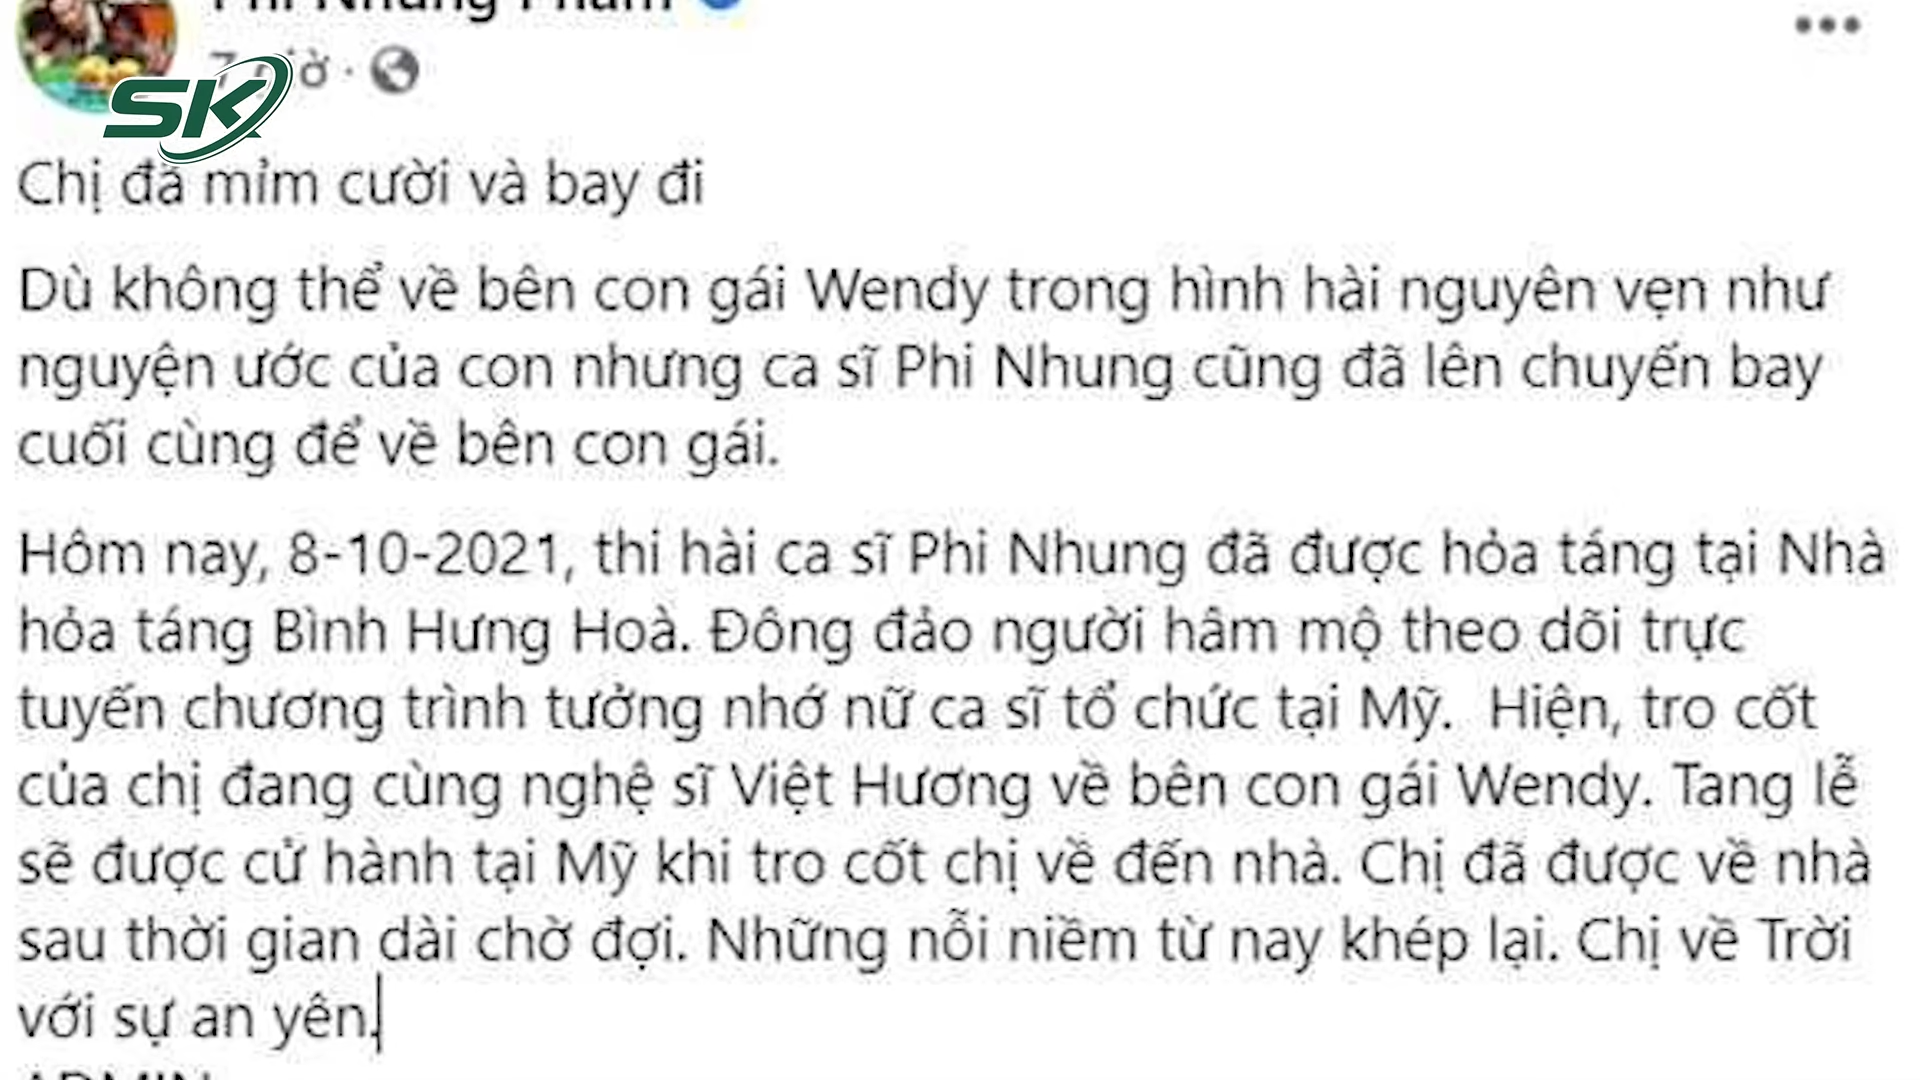 Phi Nhung Pham
7 giờ
SK
Chị đã mỉm cười và bay đi
Dù không thể về bên con gái Wendy trong hình hài nguyên vẹn như
nguyện ước của con nhưng ca sĩ Phi Nhung cũng đã lên chuyến bay
cuối cùng để về bên con gái.
Hôm nay, 8-10-2021, thi hài ca sĩ Phi Nhung đã được hỏa táng tại Nhà
hỏa táng Bình Hưng Hoà. Đông đảo người hâm mộ theo dõi trực
tuyến chương trình tưởng nhớ nữ ca sĩ tổ chức tại Mỹ. Hiện, tro cốt
của chị đang cùng nghệ sĩ Việt Hương về bên con gái Wendy. Tang lễ
sẽ được cử hành tại Mỹ khi tro cốt chị về đến nhà. Chị đã được về nhà
sau thời gian dài chờ đợi. Những nỗi niềm từ nay khép lại. Chị về Trời
với sự an yên.
ADMIN